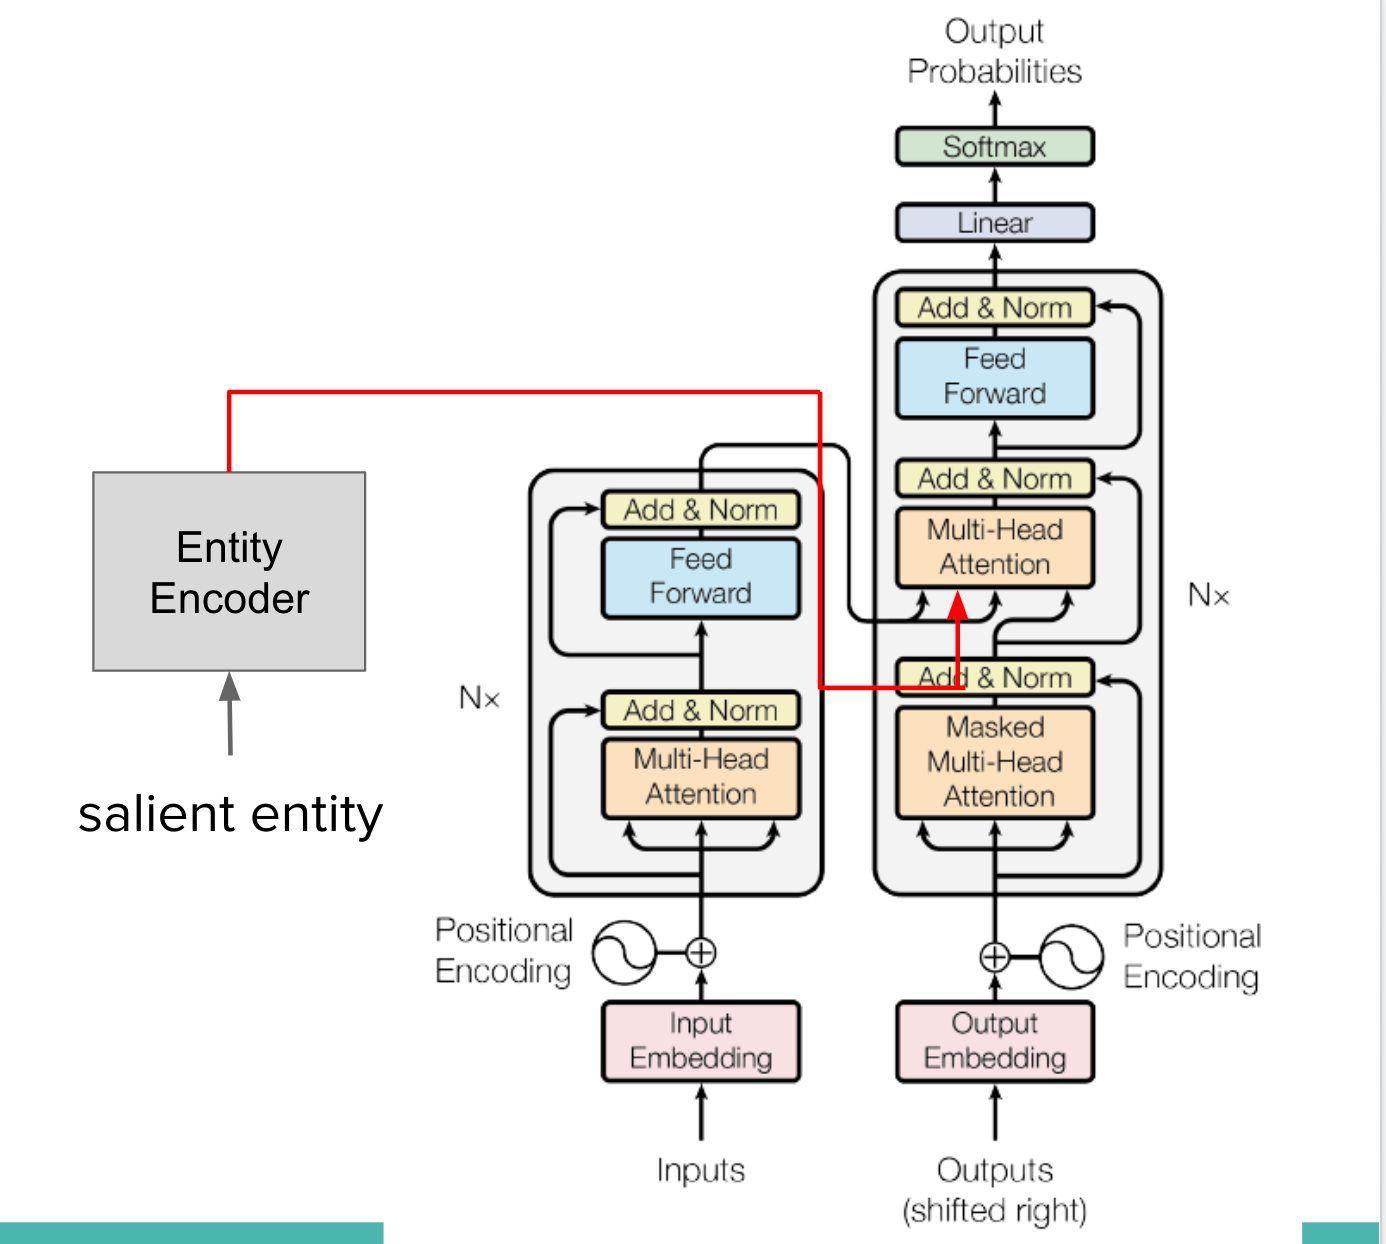 Output
Probabilities
Softmax
Linear
Add & Norm
Feed
Forward
Add & Norm
Multi-Head
Attention
Nx
Add & Norm
Masked
Multi-Head
Attention
Positional
Encoding
Output
Embedding
Outputs
(shifted right)
Add & Norm
Feed
Forward
Nx
Add & Norm
Multi-Head
Attention
Positional
Encoding
Input
Embedding
Inputs
Entity
Encoder
salient entity